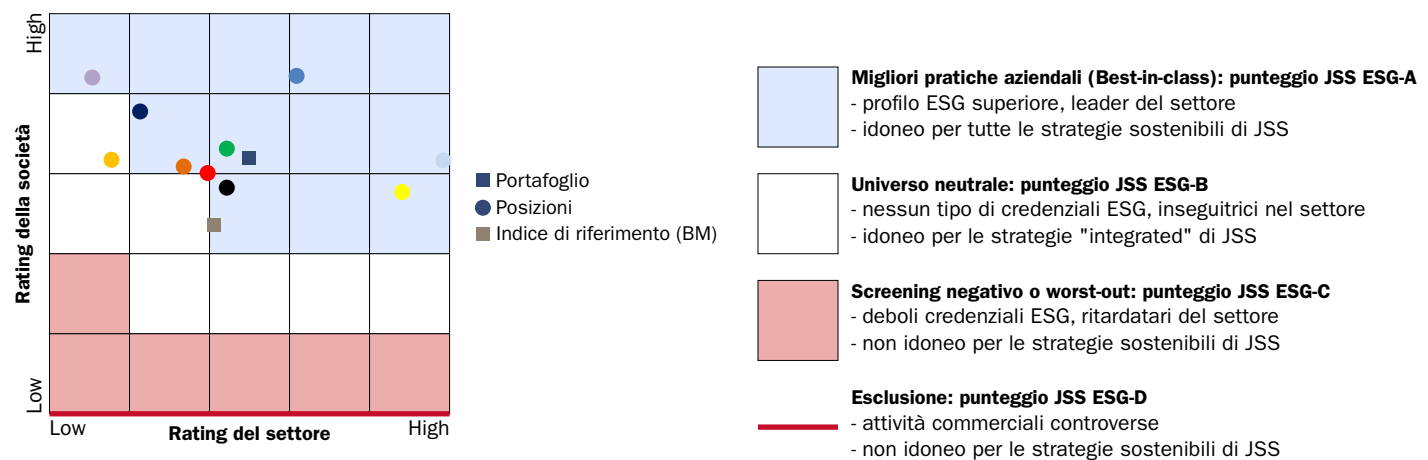 High
Rating della società
Low
Low
Rating del settore
High
Portafoglio
Posizioni
Indice di riferimento (BM)
Migliori pratiche aziendali (Best-in-class): punteggio JSS ESG-A
- profilo ESG superiore, leader del settore
- idoneo per tutte le strategie sostenibili di JSS
Universo neutrale: punteggio JSS ESG-B
- nessun tipo di credenziali ESG, inseguitrici nel settore
- idoneo per le strategie "integrated" di JSS
Screening negativo o worst-out: punteggio JSS ESG-C
- deboli credenziali ESG, ritardatari del settore
- non idoneo per le strategie sostenibili di JSS
Esclusione: punteggio JSS ESG-D
- attività commerciali controverse
- non idoneo per le strategie sostenibili di JSS